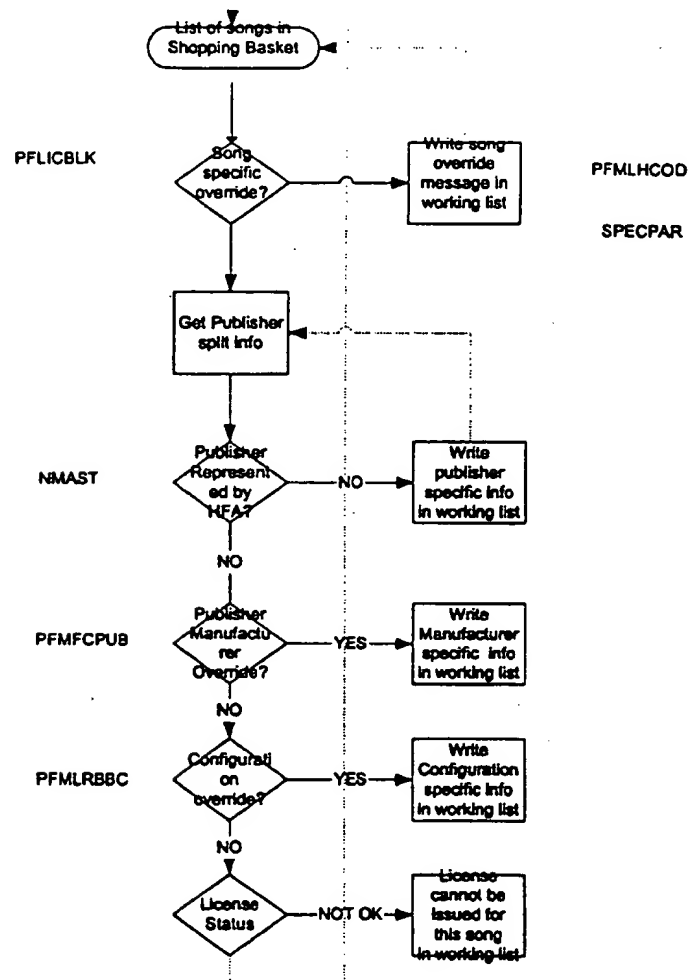 List of songs in
Shopping Basket
PFLICBLK
Song
specific
override?
Write song
override
message in
working list
PFMLHCOD
SPECPAR
Get Publisher
split info
NMAST
Publisher
Represent
ed by
HFA?
NO
Write
publisher
specific info
in working list
NO
PFMFCPUB
Publisher
Manufactu
rer
Override?
YES
Write
Manufacturer
specific info
in working list
NO
PFMLRBBC
Configurati
on
override?
YES
Write
Configuration
specific info
in working list
NO
License
Status
NOT OK
License
cannot be
issued for
this song
in working list